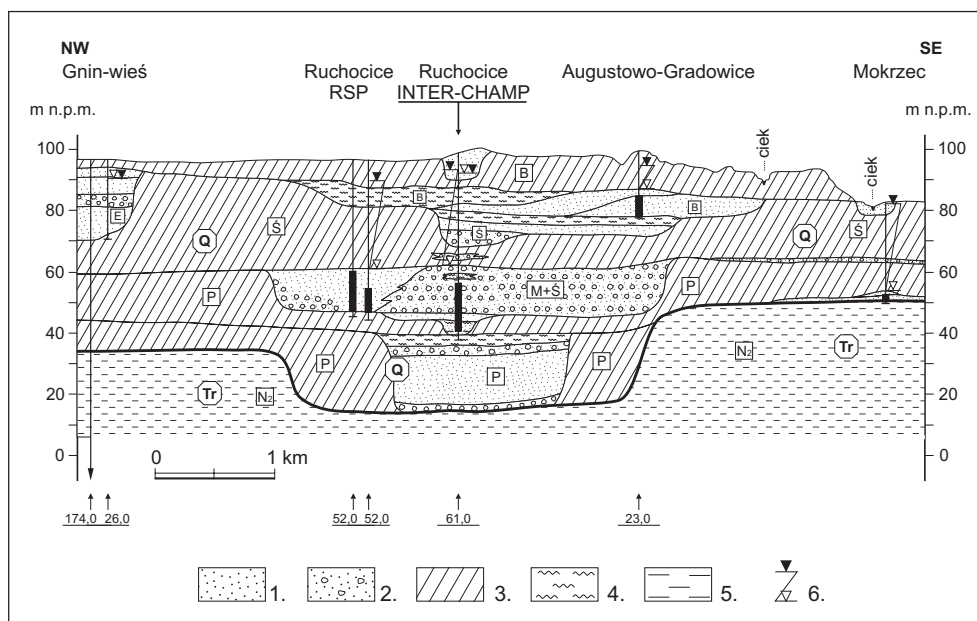 NW SE
Gnin-wieś Ruchocice Ruchocice Augustowo-Gradowice Mokrzec
RSP INTER-CHAMP
m n.p.m. m n.p.m.
100 100
ciek
B
ciek
80 B B 80
E
Ś Ś Ś
Q Q
60 60
P M+Ś P
40 40
P Q P P N2 Tr
20 Tr N2 20
0 0 1 km 0
174,0 26,0 52,0 52,0 61,0 23,0
1. 2. 3. 4. 5. 6.